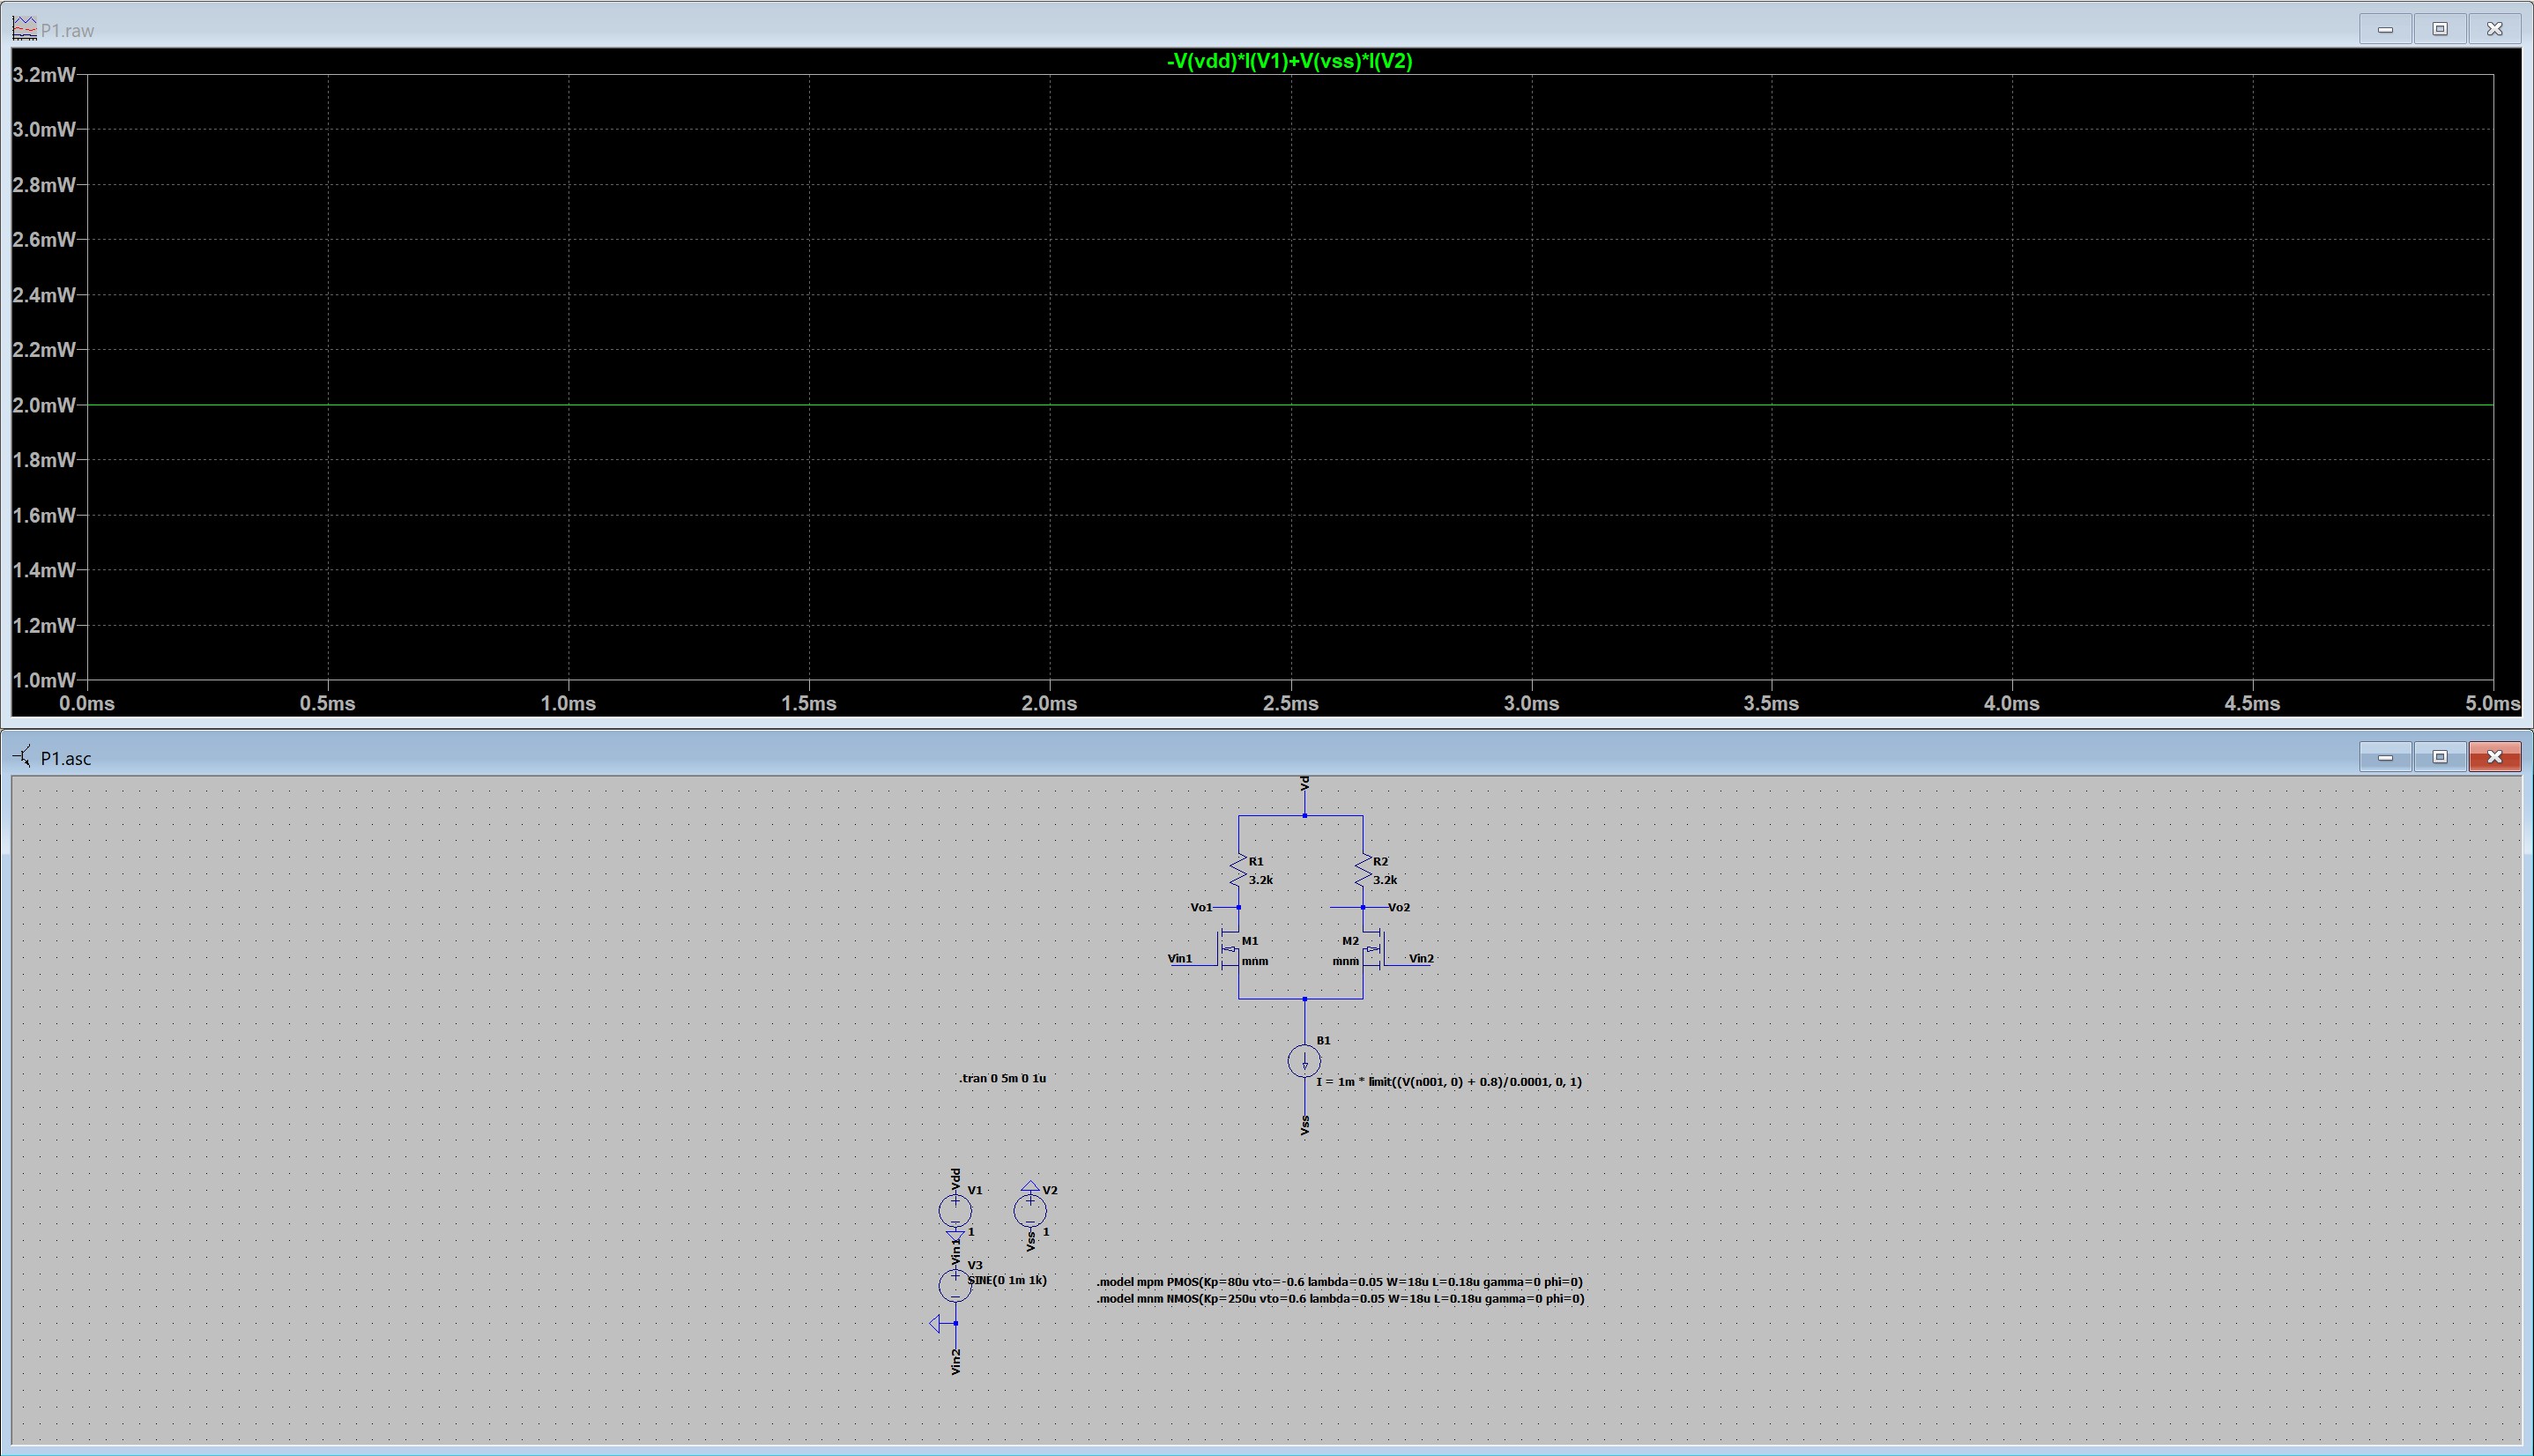 P1.raw
-V(vdd)*I(V1)+V(vss)*I(V2)
3.2mW
3.0mW
2.8mW
2.6mW
2.4mW
2.2mW
2.0mW
1.8mW
1.6mW
1.4mW
1.2mW
1.0mW
0.0ms 0.5ms 1.0ms 1.5ms 2.0ms 2.5ms 3.0ms 3.5ms 4.0ms 4.5ms 5.0ms
P1.asc
Vd
R1 R2
3.2k 3.2k
Vo1 Vo2
M1 M2
Vin1 mnm mnm Vin2
B1
.tran 0 5m 0 1u
I = 1m * limit((V(n001, 0) + 0.8)/0.0001, 0, 1)
Vss
Vdd
V1 V2
1 Vss 1
Vin1
V3
SINE(0 1m 1k)
.model mpm PMOS(Kp=80u vto=-0.6 lambda=0.05 W=18u L=0.18u gamma=0 phi=0)
.model mnm NMOS(Kp=250u vto=0.6 lambda=0.05 W=18u L=0.18u gamma=0 phi=0)
Vin2